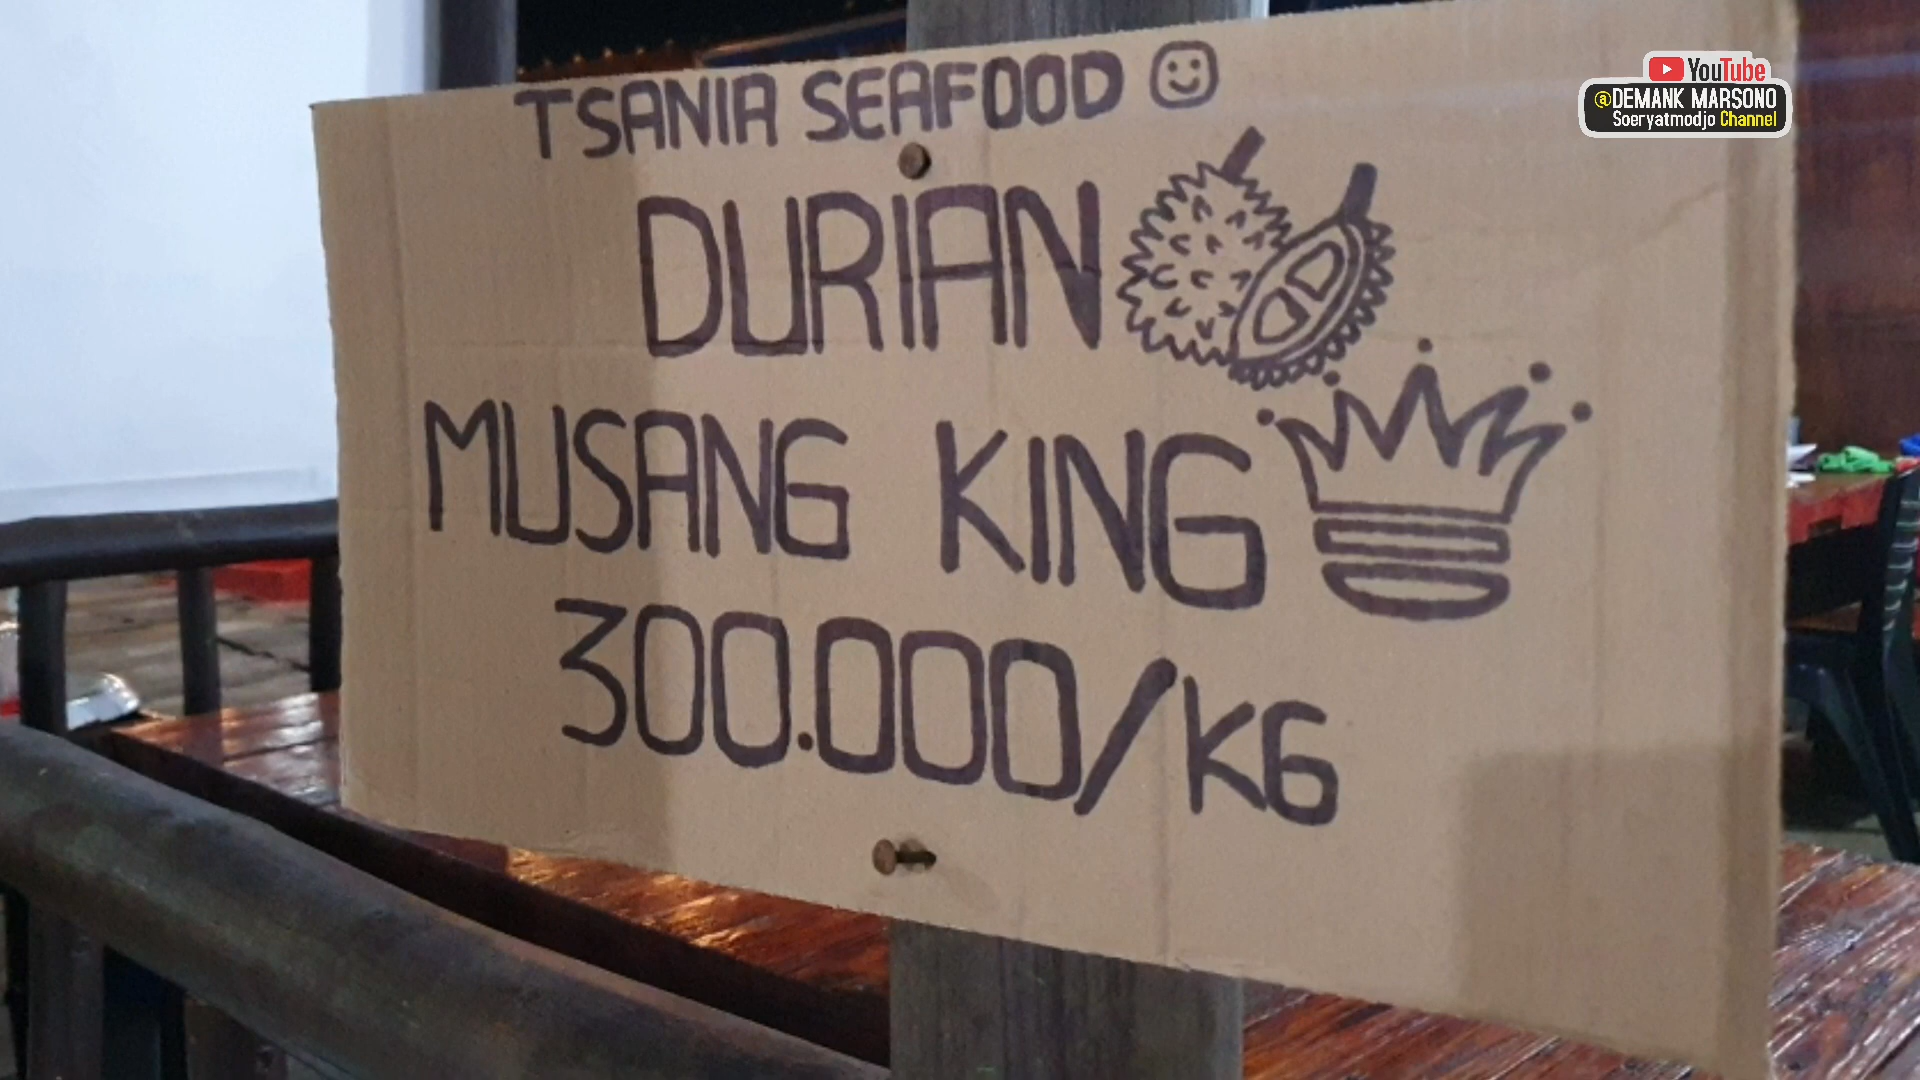 TSANIA SEAFOOD
DURIAN
MUSANG KING
300.000/KG
YouTube
@DEMANK MARSONO
Soeryatmodjo Channel